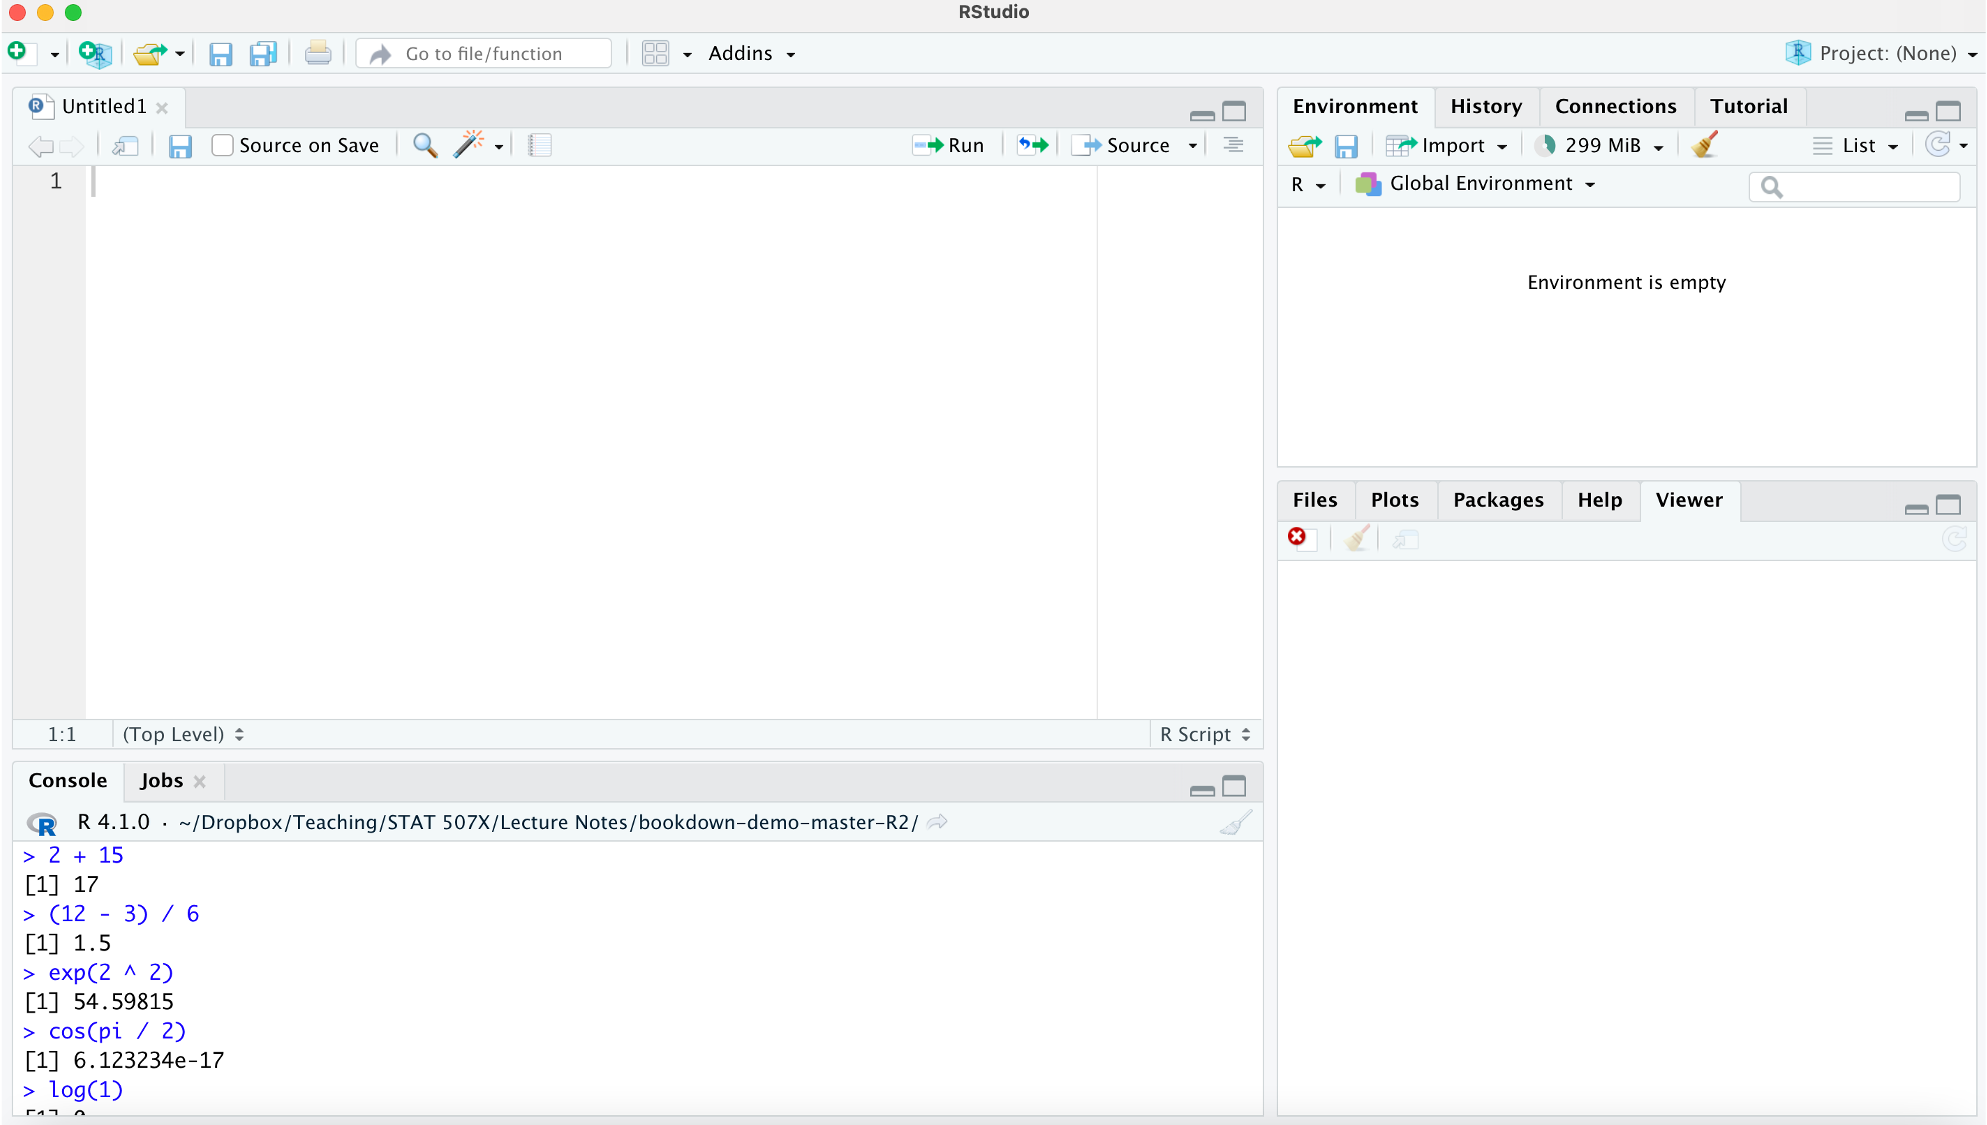 RStudio
Go to file/function
Addins
Project: (None)
Untitled1
Source on Save
Run
Source
1
1:1
(Top Level)
R Script
Console
Jobs
R 4.1.0 · ~/Dropbox/Teaching/STAT 507X/Lecture Notes/bookdown-demo-master-R2/
> 2 + 15
[1] 17
> (12 - 3) / 6
[1] 1.5
> exp(2 ^ 2)
[1] 54.59815
> cos(pi / 2)
[1] 6.123234e-17
> log(1)
[1] 0
Environment
History
Connections
Tutorial
Import
299 MiB
List
R
Global Environment
Environment is empty
Files
Plots
Packages
Help
Viewer